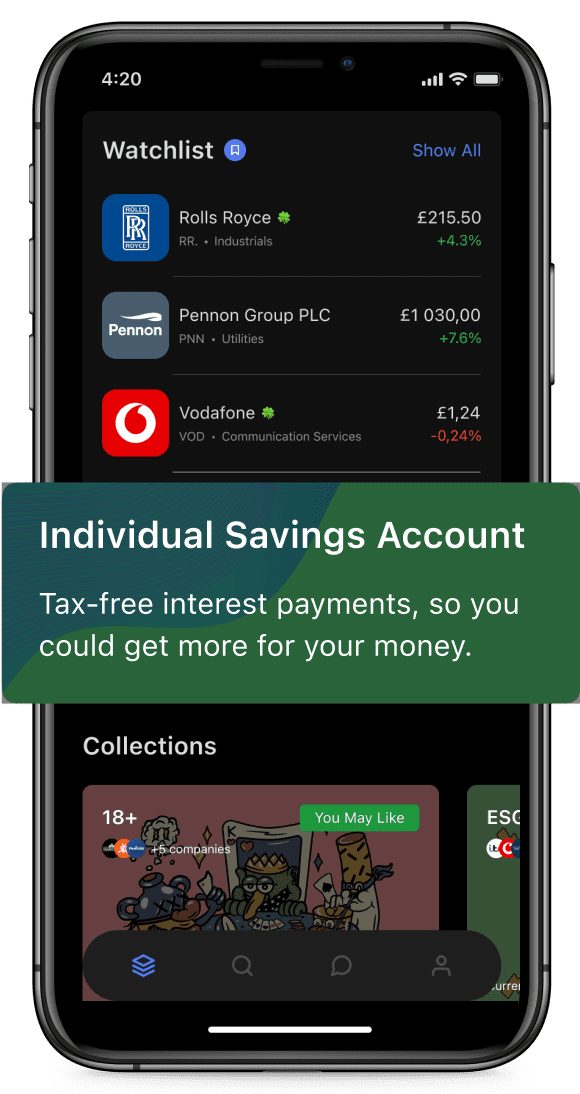 4:20
Watchlist
Show All
ROLLS
RR
ROYCE
Rolls Royce
£215.50
RR. • Industrials
+4.3%
Pennon
Pennon Group PLC
£1 030,00
PNN • Utilities
+7.6%
Vodafone
£1,24
VOD • Communication Services
-0,24%
Individual Savings Account
Tax-free interest payments, so you
could get more for your money.
Collections
18+
You May Like
+5 companies
K
ESG
itv